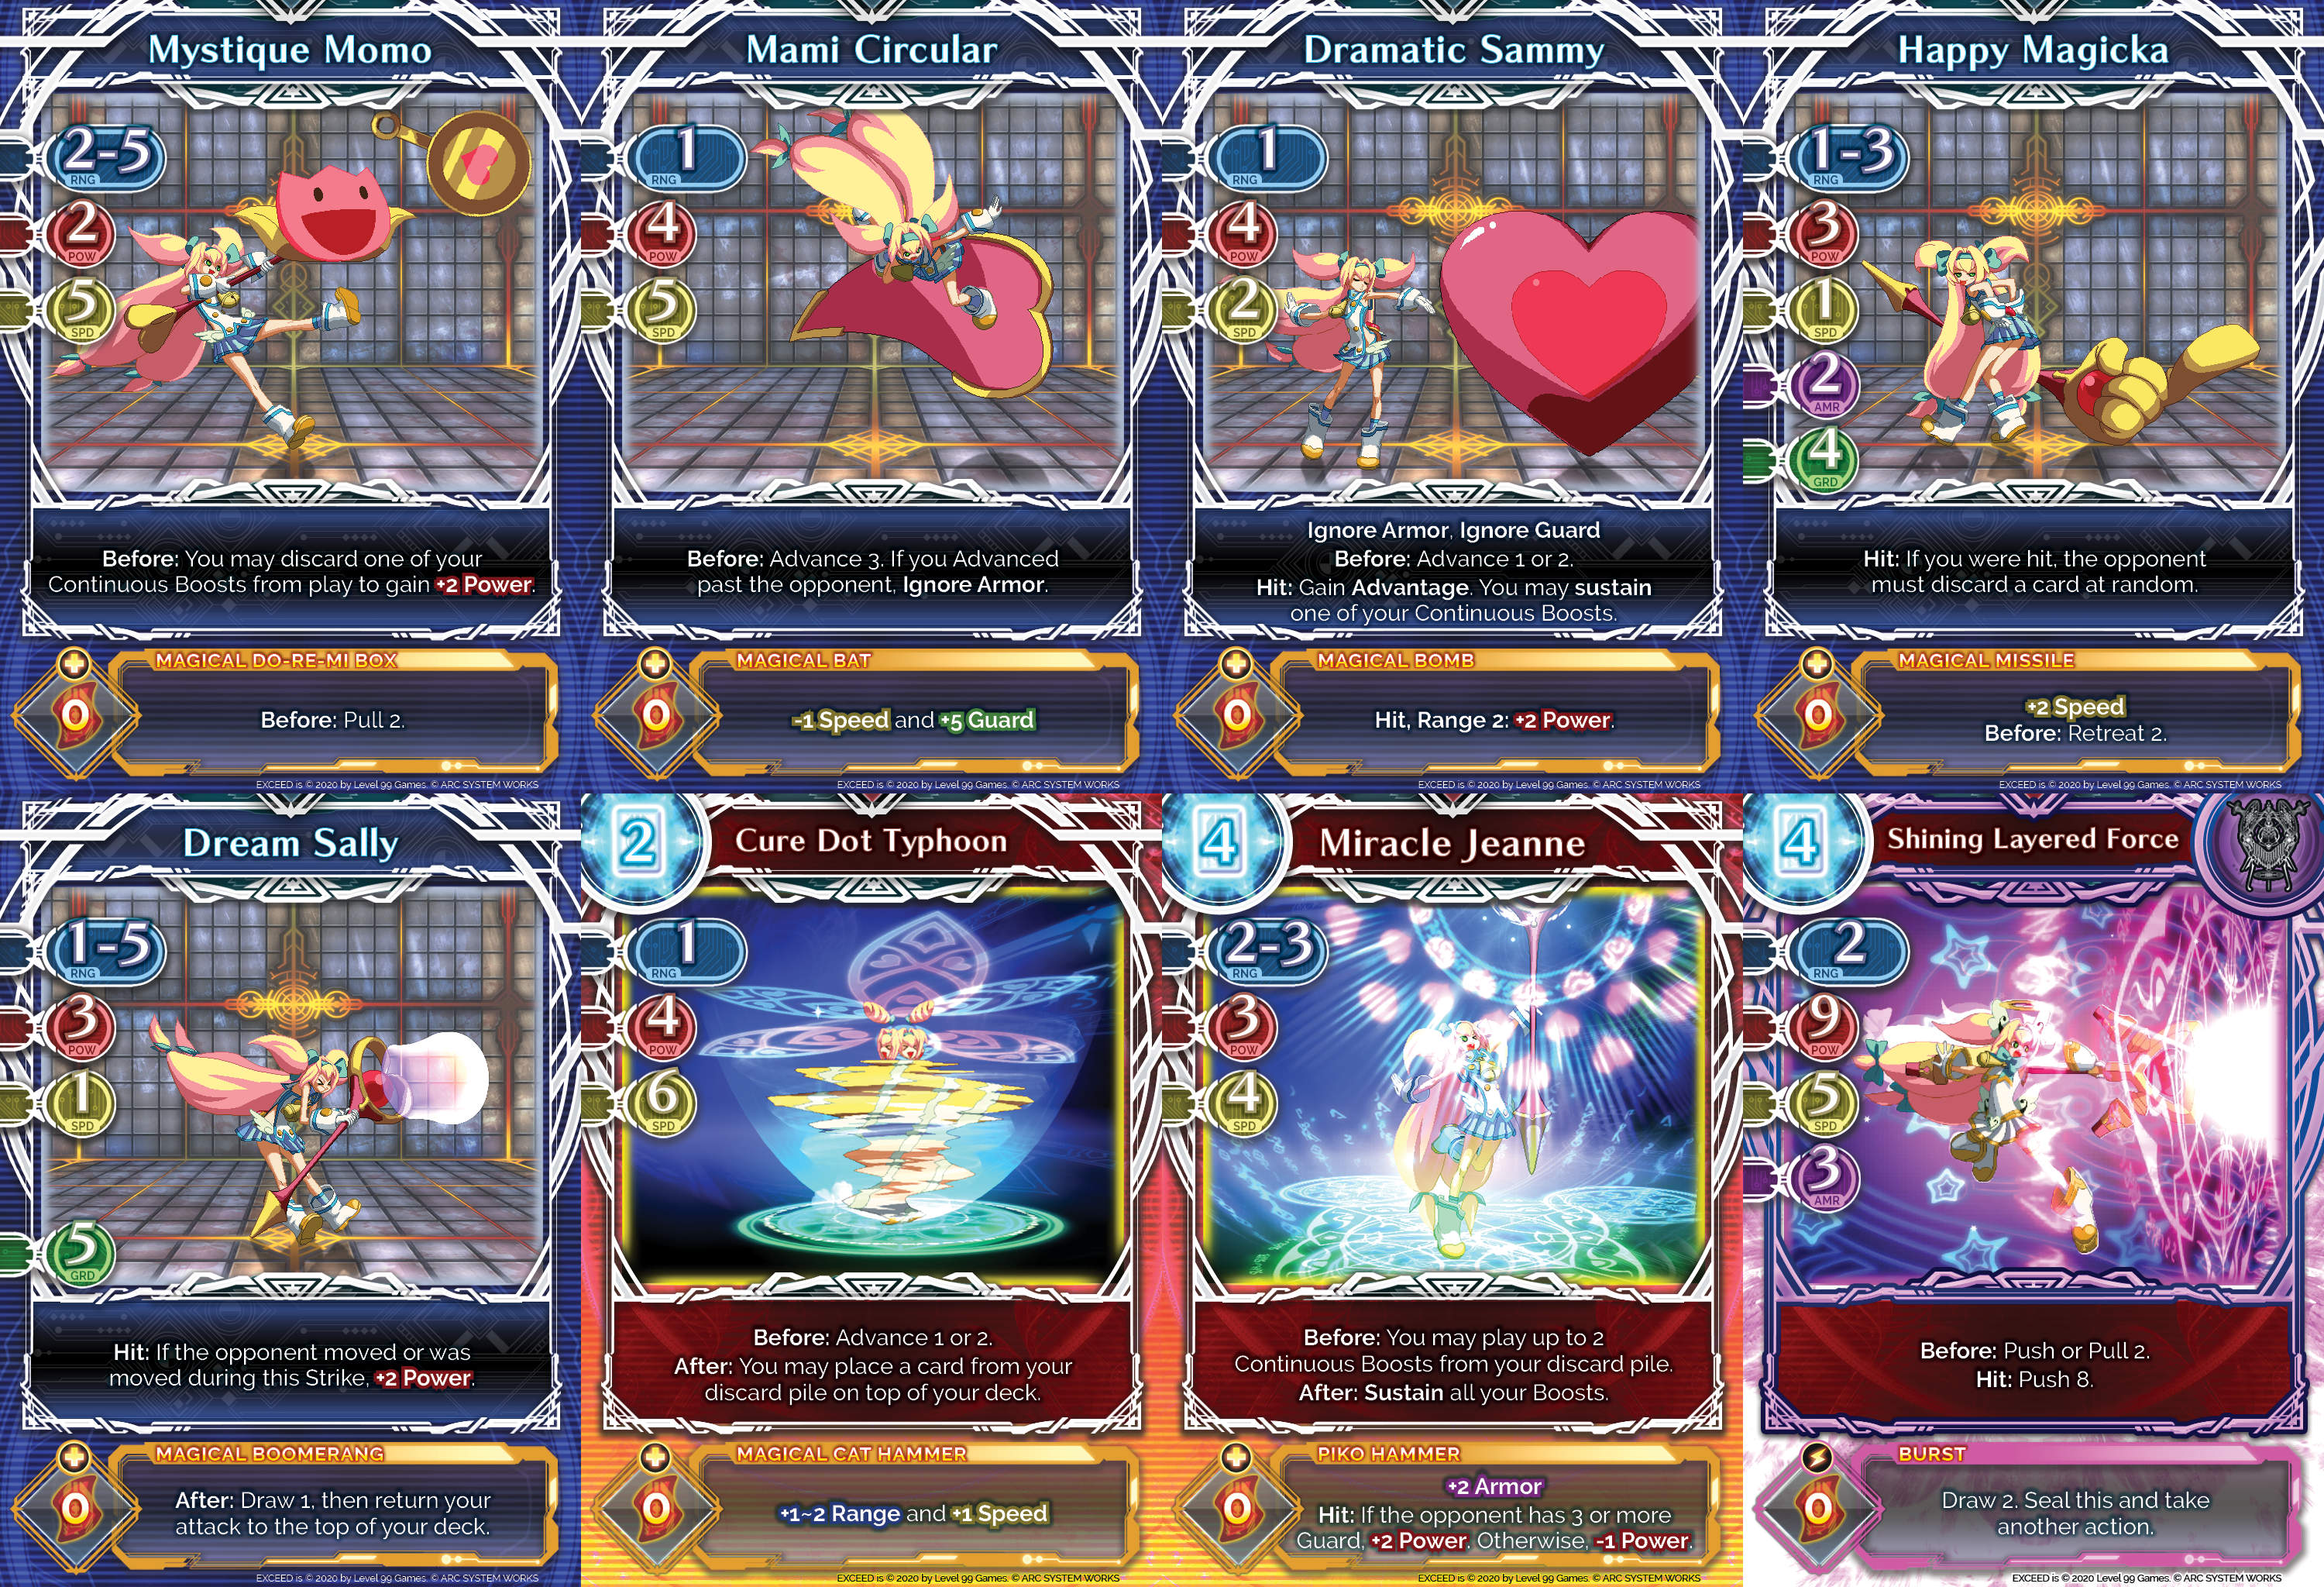 Mystique Momo
2-5
RNG
2
POW
5
SPD
Before: You may discard one of your
Continuous Boosts from play to gain +2 Power.
MAGICAL DO-RE-MI BOX
0
Before: Pull 2.
EXCEED is © 2020 by Level 99 Games. © ARC SYSTEM WORKS
Mami Circular
1
RNG
4
POW
5
SPD
Before: Advance 3. If you Advanced
past the opponent, Ignore Armor.
MAGICAL BAT
0
-1 Speed and +5 Guard
EXCEED is © 2020 by Level 99 Games. © ARC SYSTEM WORKS
Dramatic Sammy
1
RNG
4
POW
2
SPD
Ignore Armor, Ignore Guard
Before: Advance 1 or 2.
Hit: Gain Advantage. You may sustain
one of your Continuous Boosts.
MAGICAL BOMB
0
Hit, Range 2: +2 Power.
EXCEED is © 2020 by Level 99 Games. © ARC SYSTEM WORKS
Happy Magicka
1-3
RNG
3
POW
1
SPD
2
AMR
4
GRD
Hit: If you were hit, the opponent
must discard a card at random.
MAGICAL MISSILE
0
+2 Speed
Before: Retreat 2.
EXCEED is © 2020 by Level 99 Games. © ARC SYSTEM WORKS
Dream Sally
1-5
RNG
3
POW
1
SPD
5
GRD
Hit: If the opponent moved or was
moved during this Strike, +2 Power.
MAGICAL BOOMERANG
0
After: Draw 1, then return your
attack to the top of your deck.
EXCEED is © 2020 by Level 99 Games. © ARC SYSTEM WORKS
2
Cure Dot Typhoon
1
RNG
4
POW
6
SPD
Before: Advance 1 or 2.
After: You may place a card from your
discard pile on top of your deck.
MAGICAL CAT HAMMER
0
+1~2 Range and +1 Speed
EXCEED is © 2020 by Level 99 Games. © ARC SYSTEM WORKS
4
Miracle Jeanne
2-3
RNG
3
POW
4
SPD
Before: You may play up to 2
Continuous Boosts from your discard pile.
After: Sustain all your Boosts.
PIKO HAMMER
0
+2 Armor
Hit: If the opponent has 3 or more
Guard, +2 Power. Otherwise, -1 Power.
EXCEED is © 2020 by Level 99 Games. © ARC SYSTEM WORKS
4
Shining Layered Force
2
RNG
9
POW
5
SPD
3
AMR
Before: Push or Pull 2.
Hit: Push 8.
BURST
0
Draw 2. Seal this and take
another action.
EXCEED is © 2020 by Level 99 Games. © ARC SYSTEM WORKS